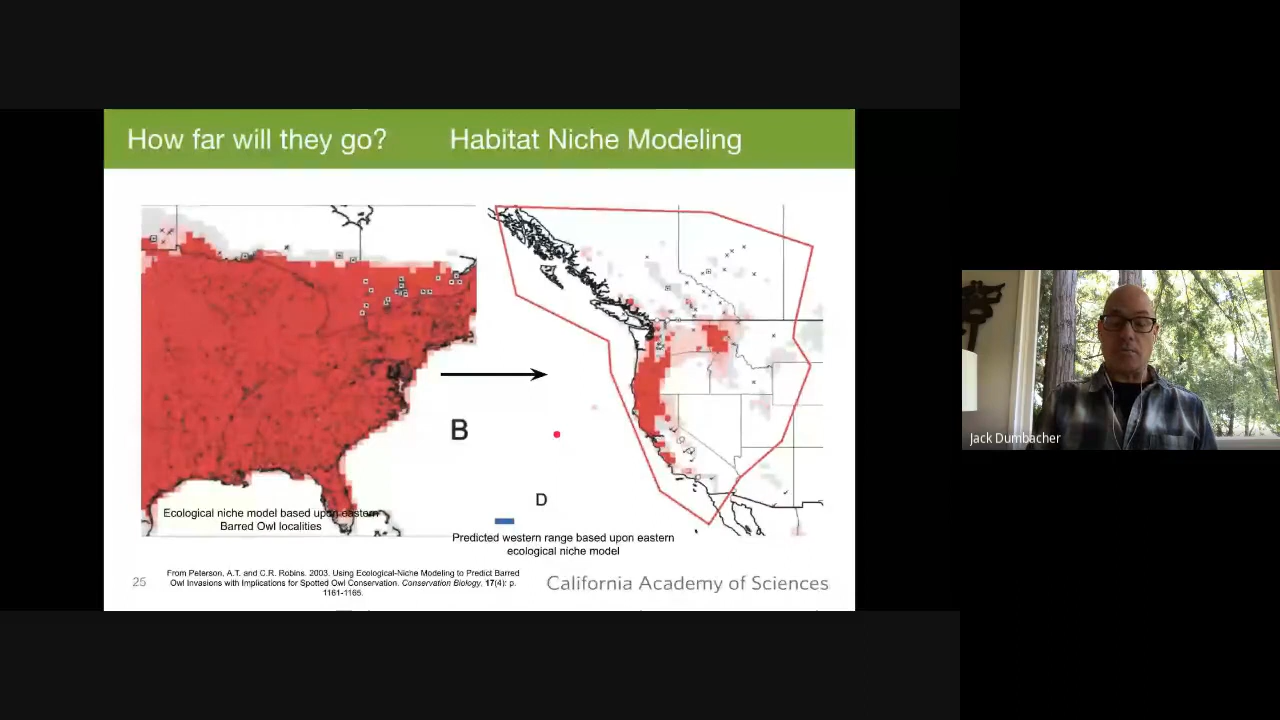 How far will they go?
Habitat Niche Modeling
B
D
Ecological niche model based upon eastern
Barred Owl localities
Predicted western range based upon eastern
ecological niche model
25
From Peterson, A.T. and C.R. Robins. 2003. Using Ecological-Niche Modeling to Predict Barred
Owl Invasions with Implications for Spotted Owl Conservation. Conservation Biology, 17(4): p.
1161-1165.
California Academy of Sciences
Jack Dumbacher